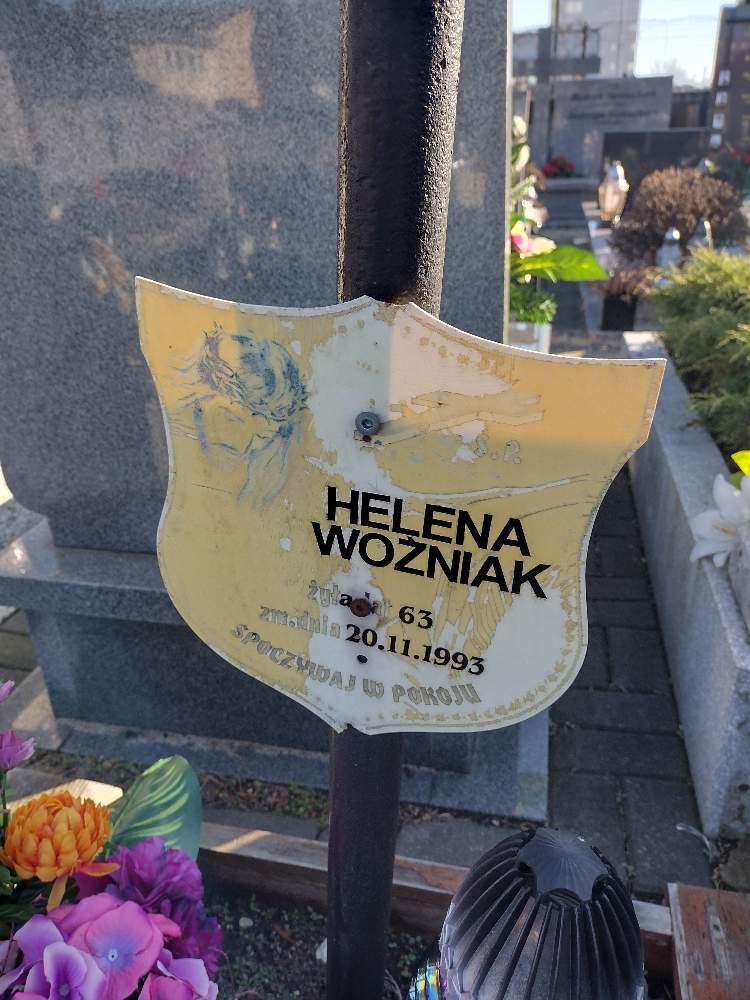 Ś.P.
HELENA
WOŹNIAK
żyła lat 63
zm. dnia 20.11.1993
SPOCZYWAJ W POKOJU